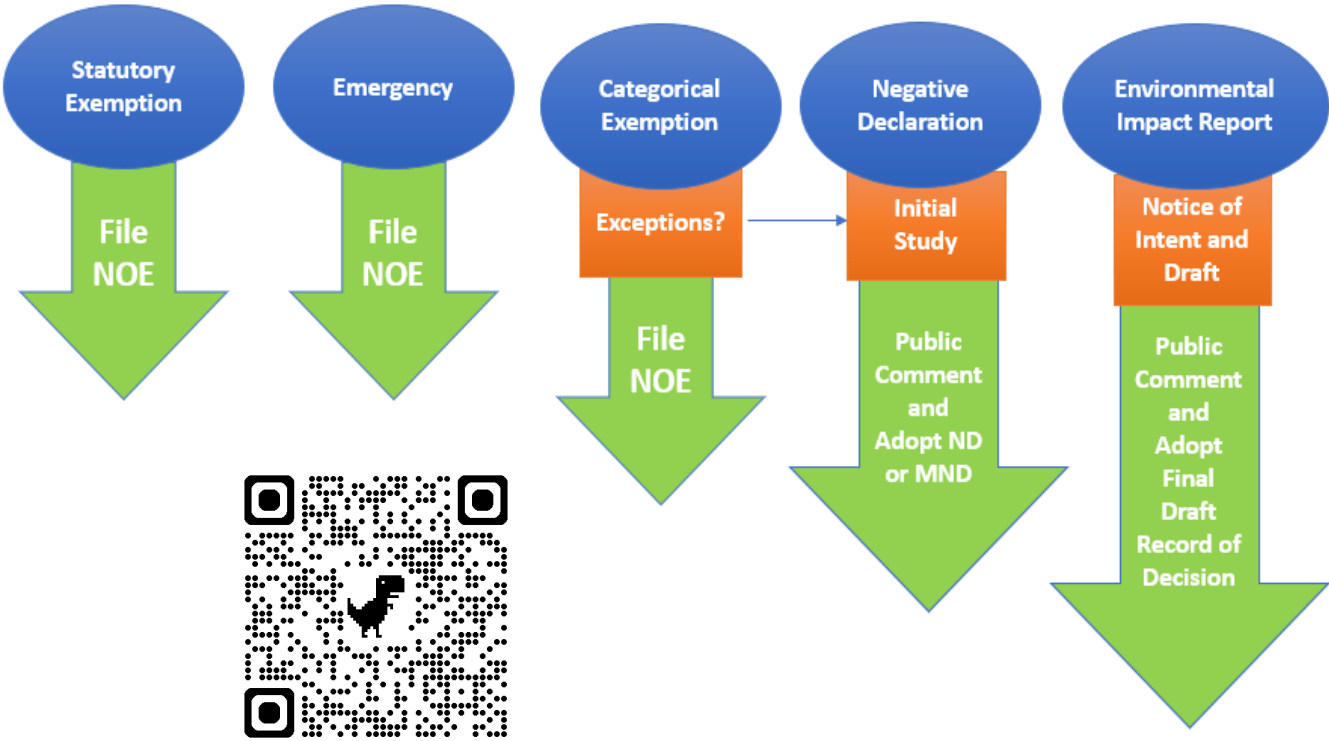 Statutory
Exemption
File
NOE
Emergency
File
NOE
Categorical
Exemption
Exceptions?
File
NOE
Negative
Declaration
Initial
Study
Public
Comment
and
Adopt ND
or MND
Environmental
Impact Report
Notice of
Intent and
Draft
Public
Comment
and
Adopt
Final
Draft
Record of
Decision